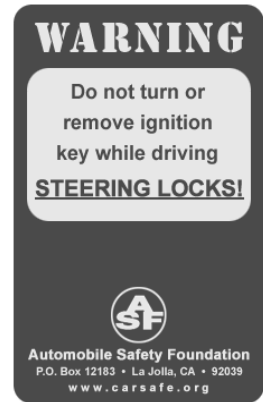 WARNING
Do not turn or
remove ignition
key while driving
STEERING LOCKS!
ASF
Automobile Safety Foundation
P.O. Box 12183 • La Jolla, CA • 92039
www.carsafe.org